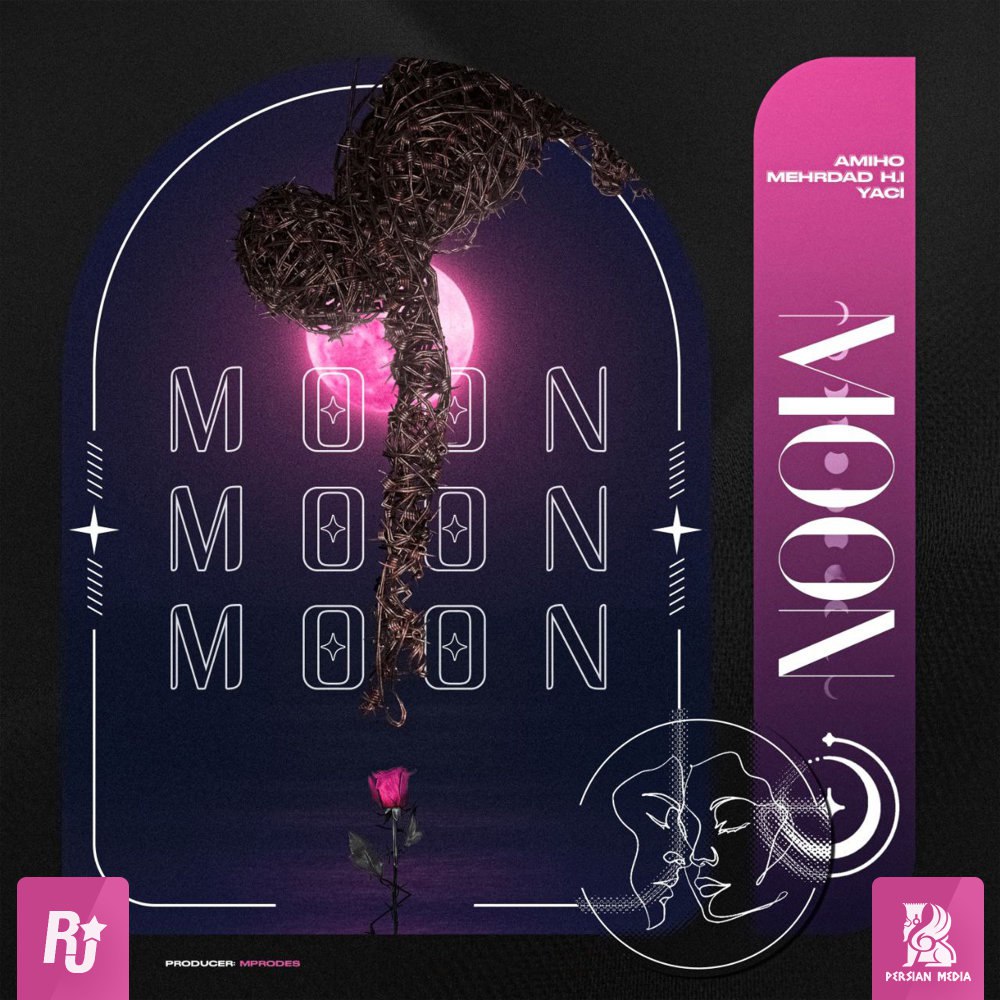 AMIHO
MEHRDAD H.I
YACI
MOON
MOON
MOON
MOON
RJ
PRODUCER: MPRODES
PERSIAN MEDIA